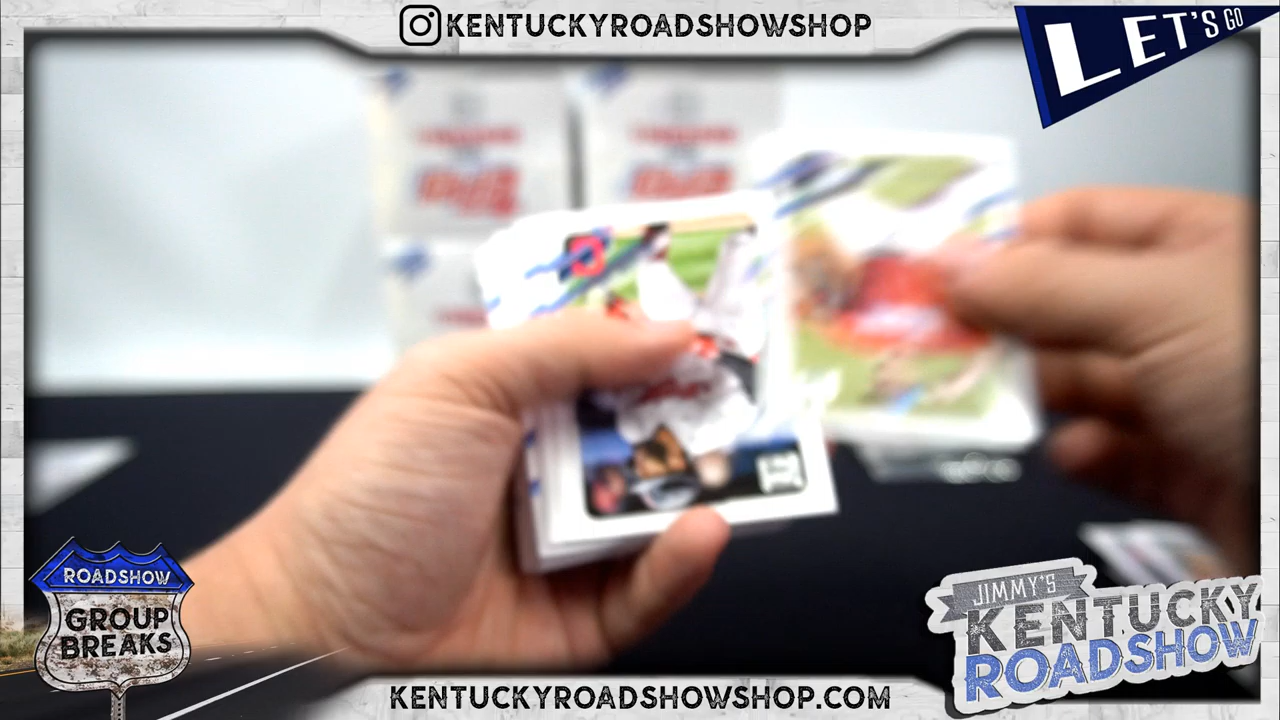 KENTUCKYROADSHOWSHOP
LET'S GO
ROADSHOW
GROUP
BREAKS
JIMMY'S
KENTUCKY
ROADSHOW
KENTUCKYROADSHOWSHOP.COM